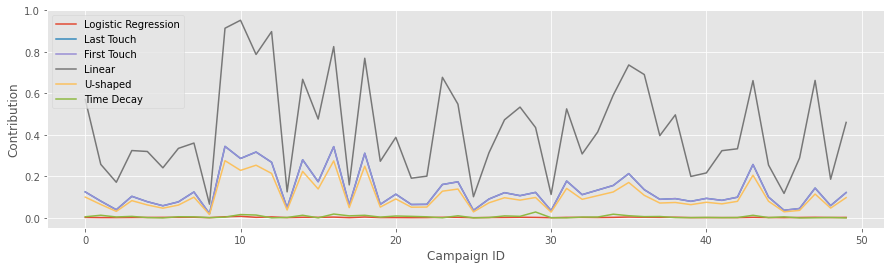 1.0
0.8
0.6
0.4
0.2
0.0
Contribution
Logistic Regression
Last Touch
First Touch
Linear
U-shaped
Time Decay
0 10 20 30 40 50
Campaign ID